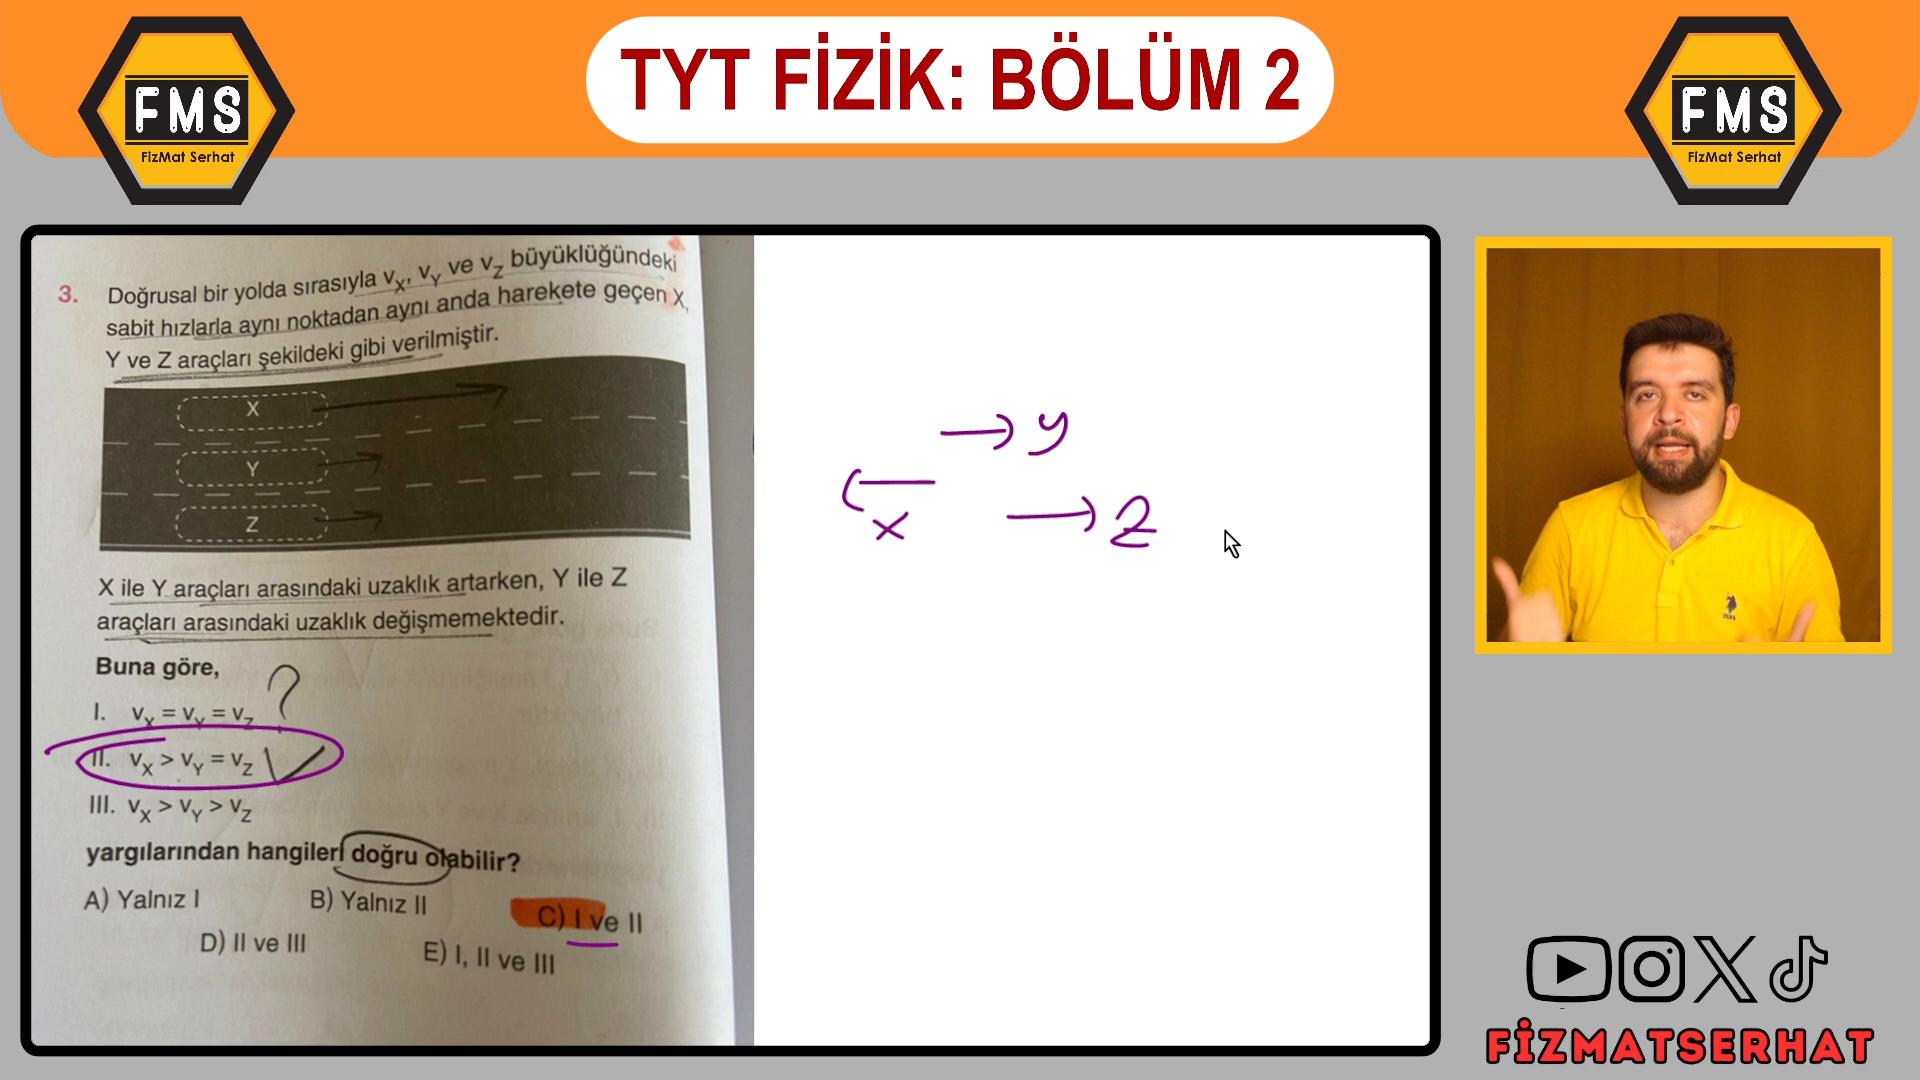 TYT FİZİK: BÖLÜM 2
FMS
FizMat Serhat
FMS
FizMat Serhat
3. Doğrusal bir yolda sırasıyla vX, vY ve vZ büyüklüğündeki
sabit hızlarla aynı noktadan aynı anda harekete geçen X,
Y ve Z araçları şekildeki gibi verilmiştir.
X
Y
Z
X ile Y araçları arasındaki uzaklık artarken, Y ile Z
araçları arasındaki uzaklık değişmemektedir.
Buna göre,
I. vX = vY = vZ ?
II. vX > vY = vZ
III. vX > vY > vZ
yargılarından hangileri doğru olabilir?
A) Yalnız I B) Yalnız II C) I ve II
D) II ve III E) I, II ve III
y
x
Z
FİZMATSERHAT